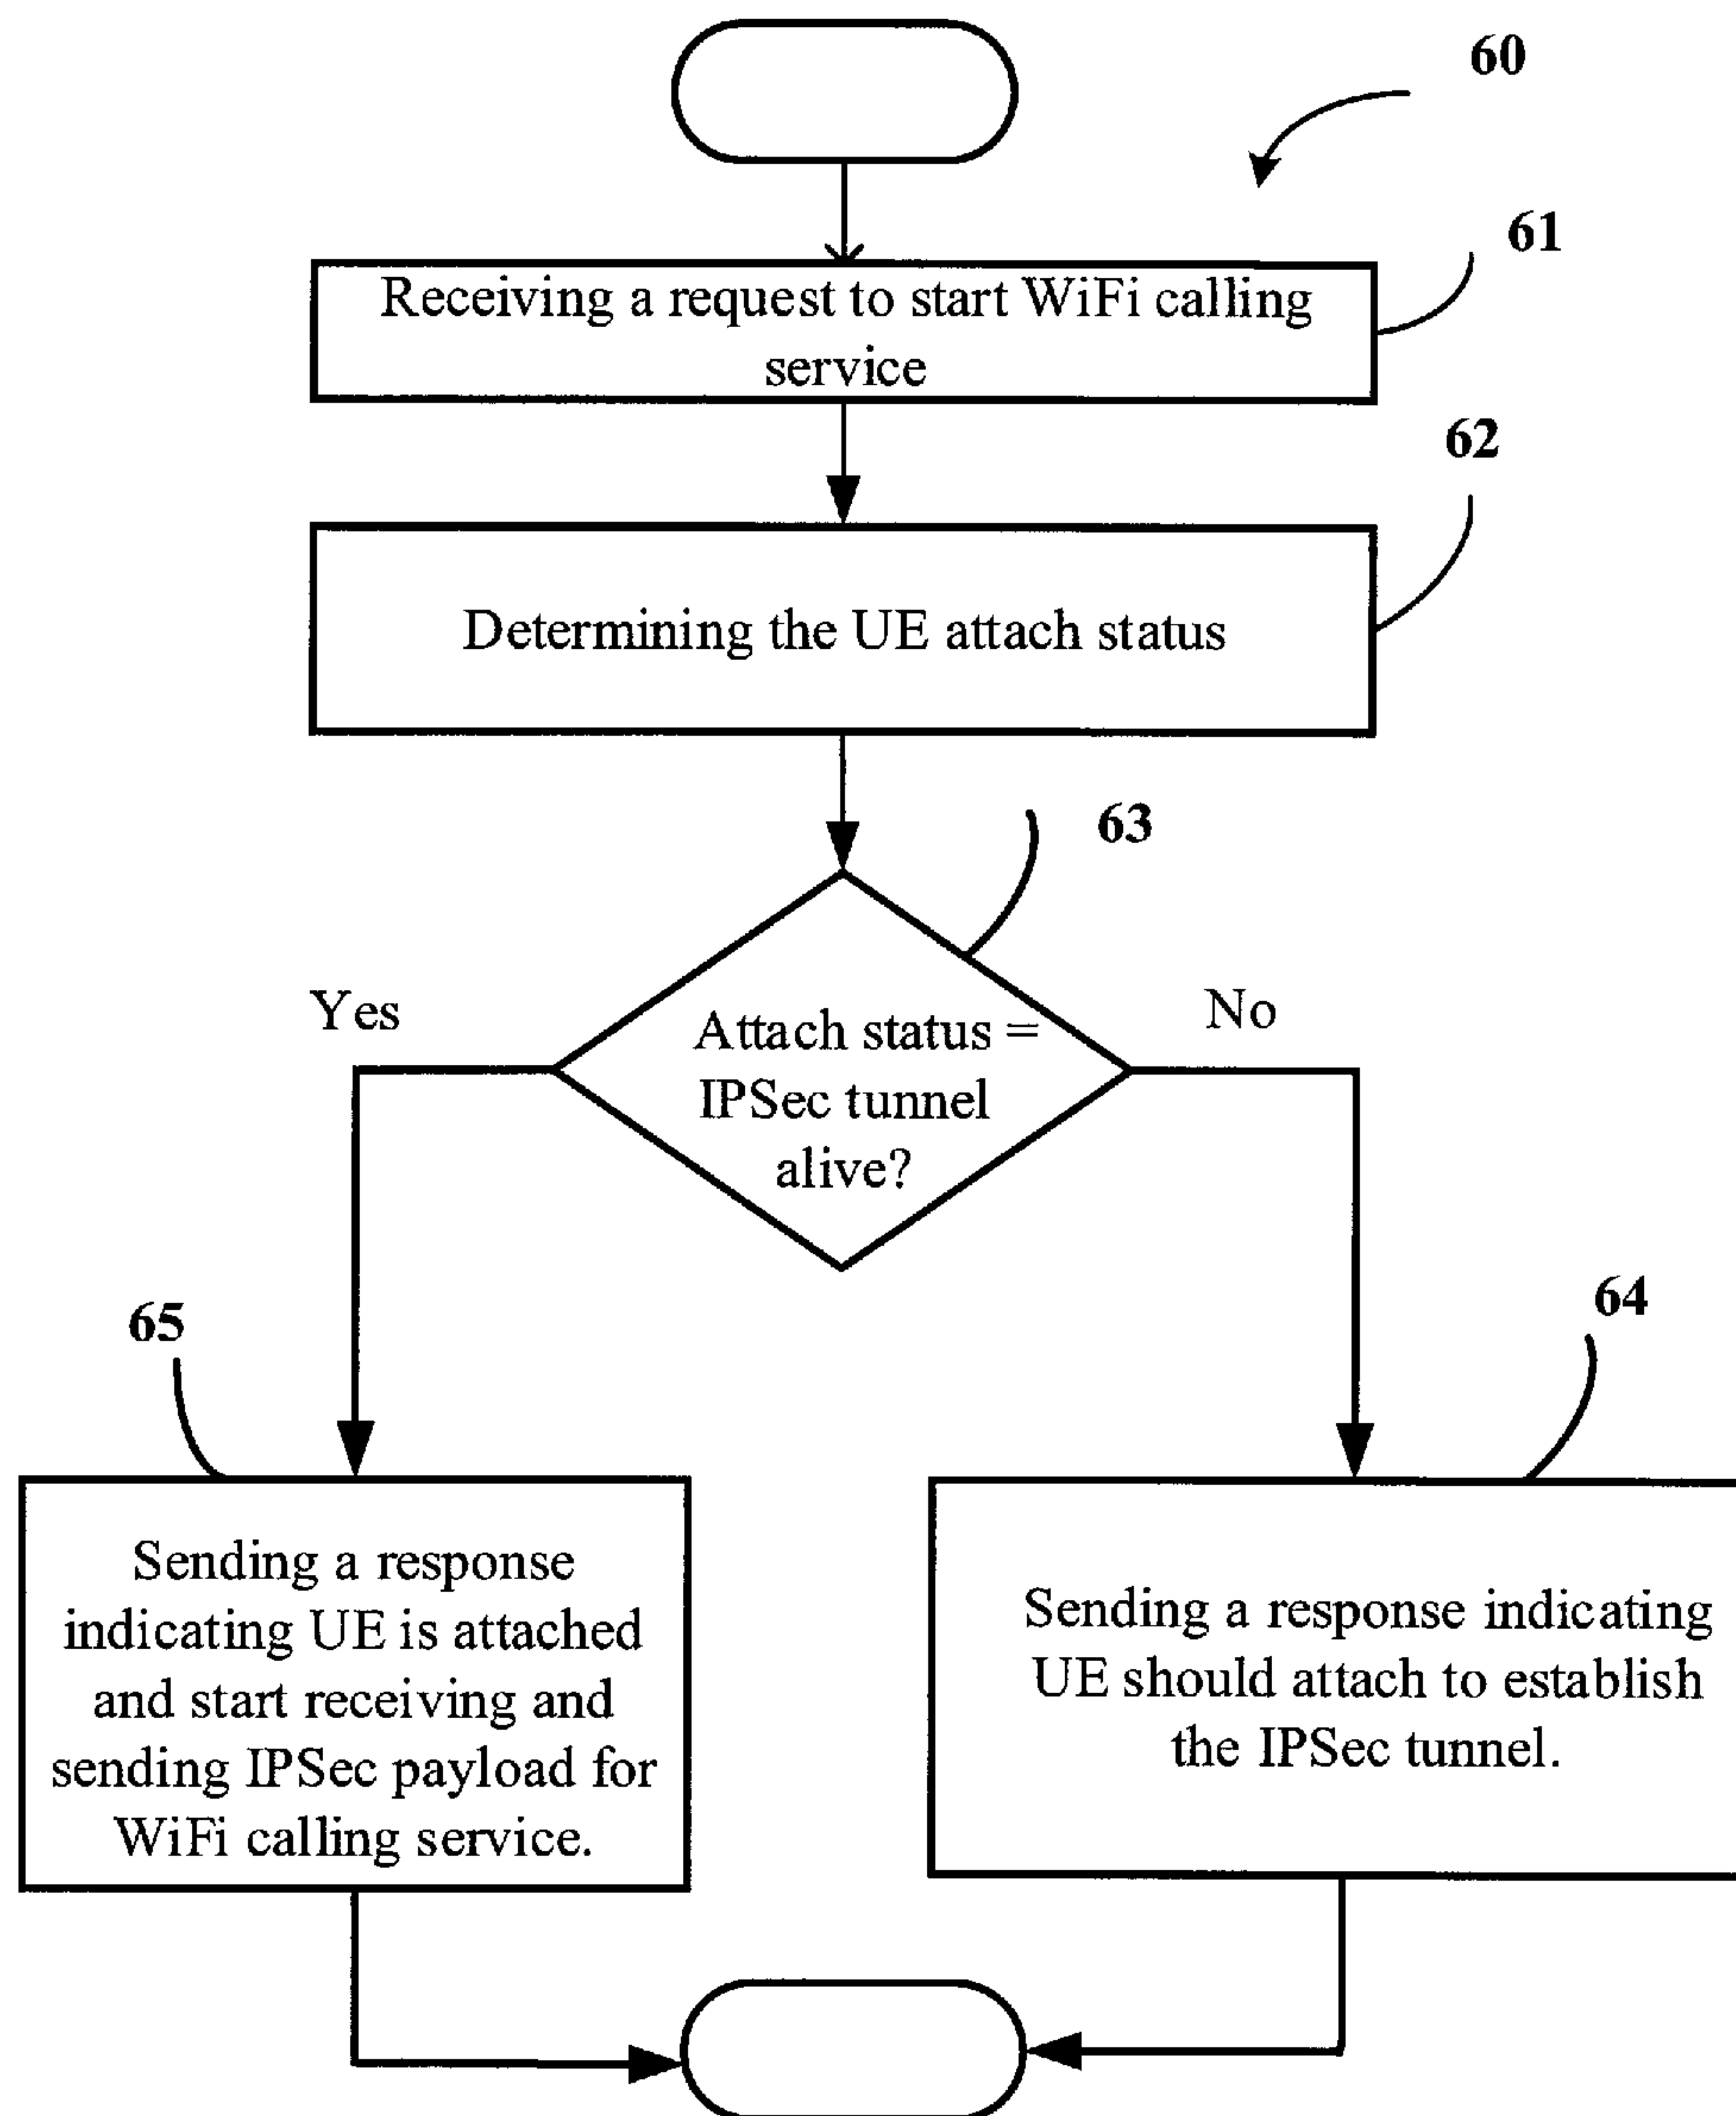 60
61
Receiving a request to start WiFi calling
service
62
Determining the UE attach status
63
Yes
No
Attach status =
IPSec tunnel
alive?
65
64
Sending a response
indicating UE is attached
and start receiving and
sending IPSec payload for
WiFi calling service.
Sending a response indicating
UE should attach to establish
the IPSec tunnel.